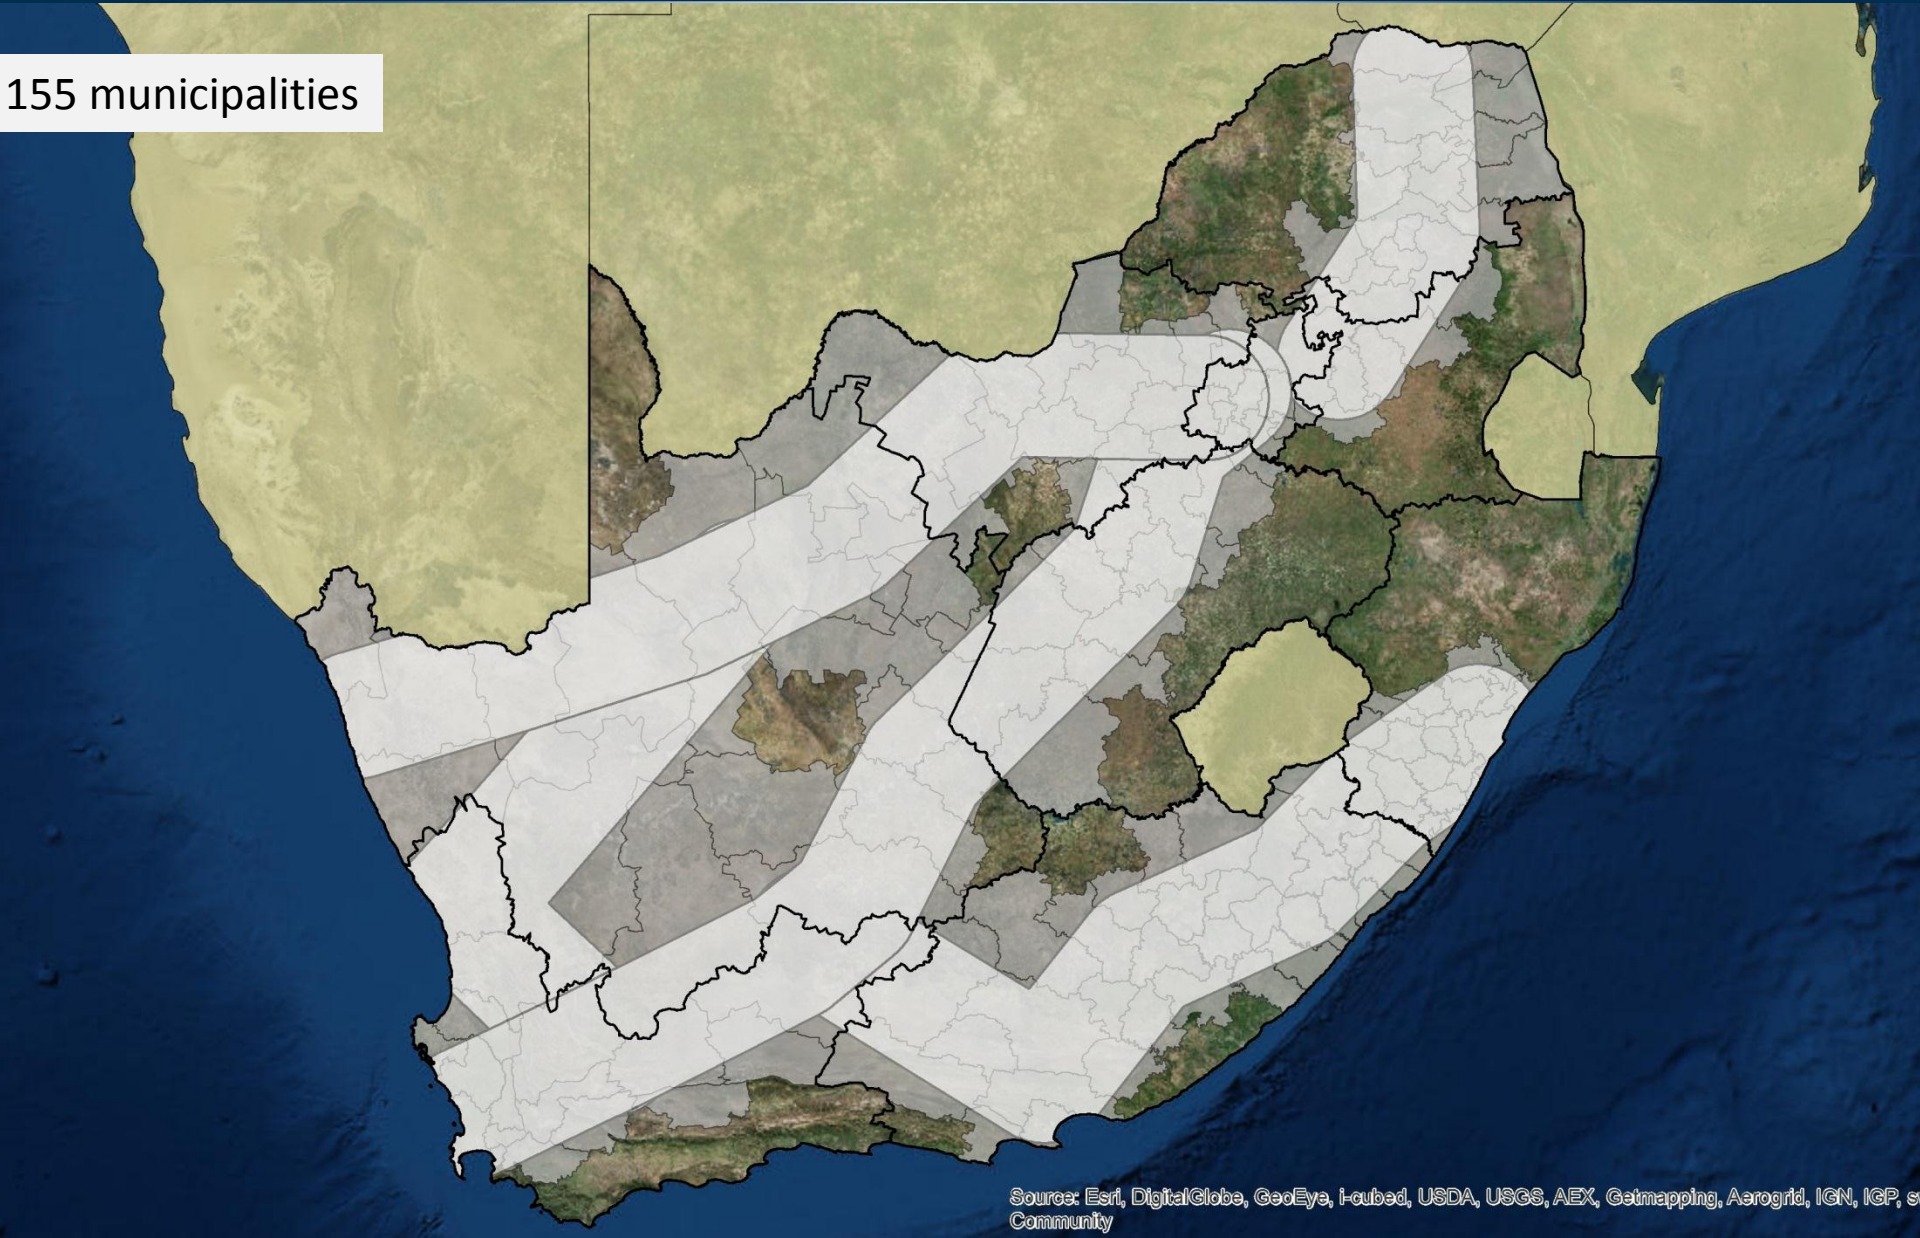 155 municipalities
Source: Esri, DigitalGlobe, GeoEye, i-cubed, USDA, USGS, AEX, Getmapping, Aerogrid, IGN, IGP,
Community